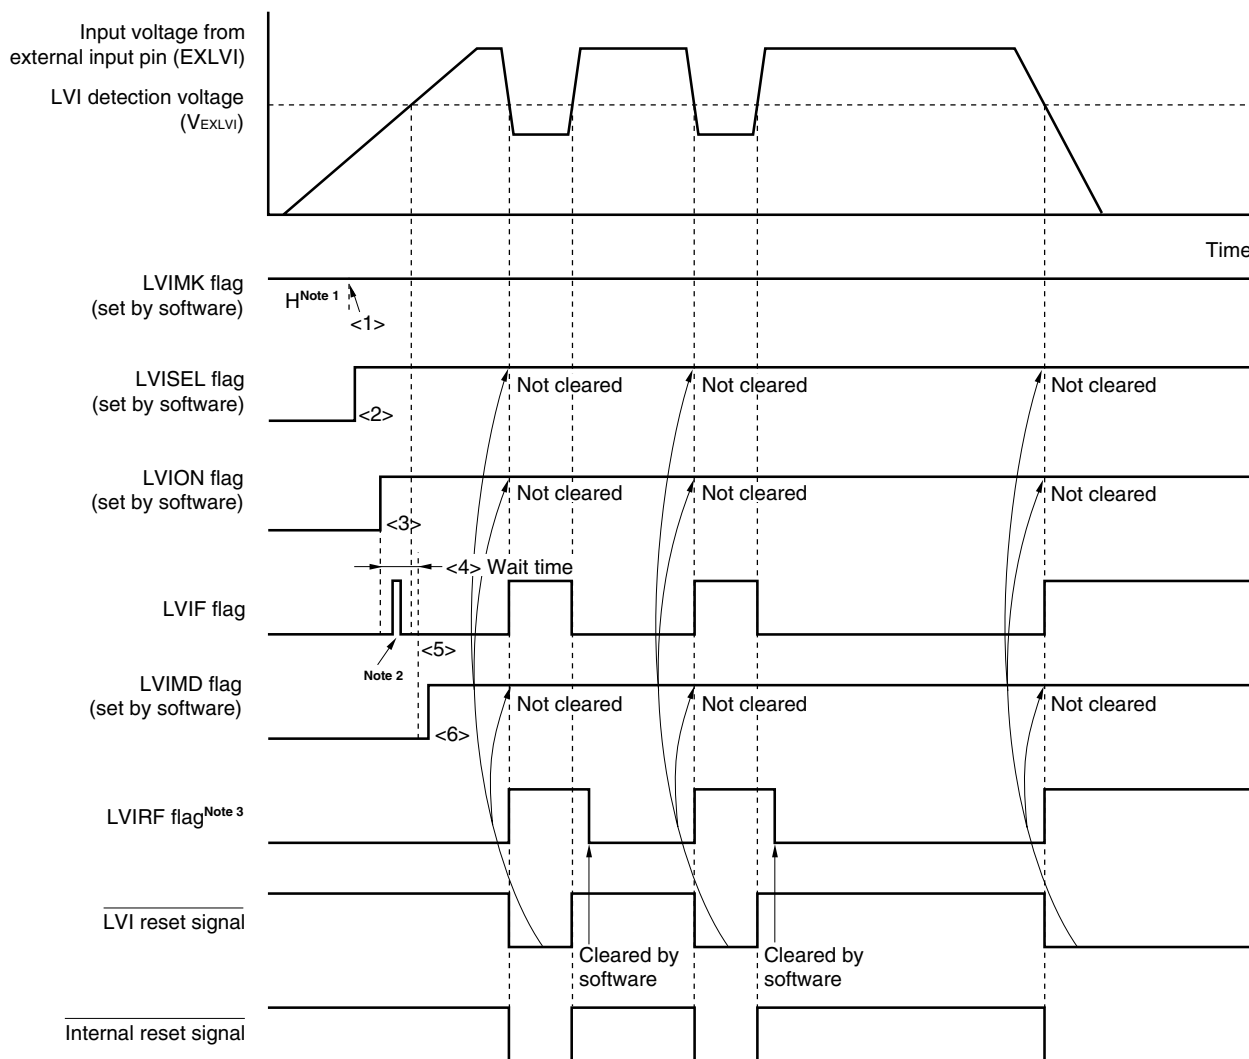 Input voltage from
external input pin (EXLVI)
LVI detection voltage
(VEXLVI)
Time
LVIMK flag
(set by software)
HNote 1
<1>
LVISEL flag
(set by software)
<2>
Not cleared
Not cleared
Not cleared
LVION flag
(set by software)
<3>
Not cleared
Not cleared
Not cleared
<4> Wait time
LVIF flag
Note 2
<5>
LVIMD flag
(set by software)
<6>
Not cleared
Not cleared
Not cleared
LVIRF flagNote 3
LVI reset signal
Cleared by
software
Cleared by
software
Internal reset signal